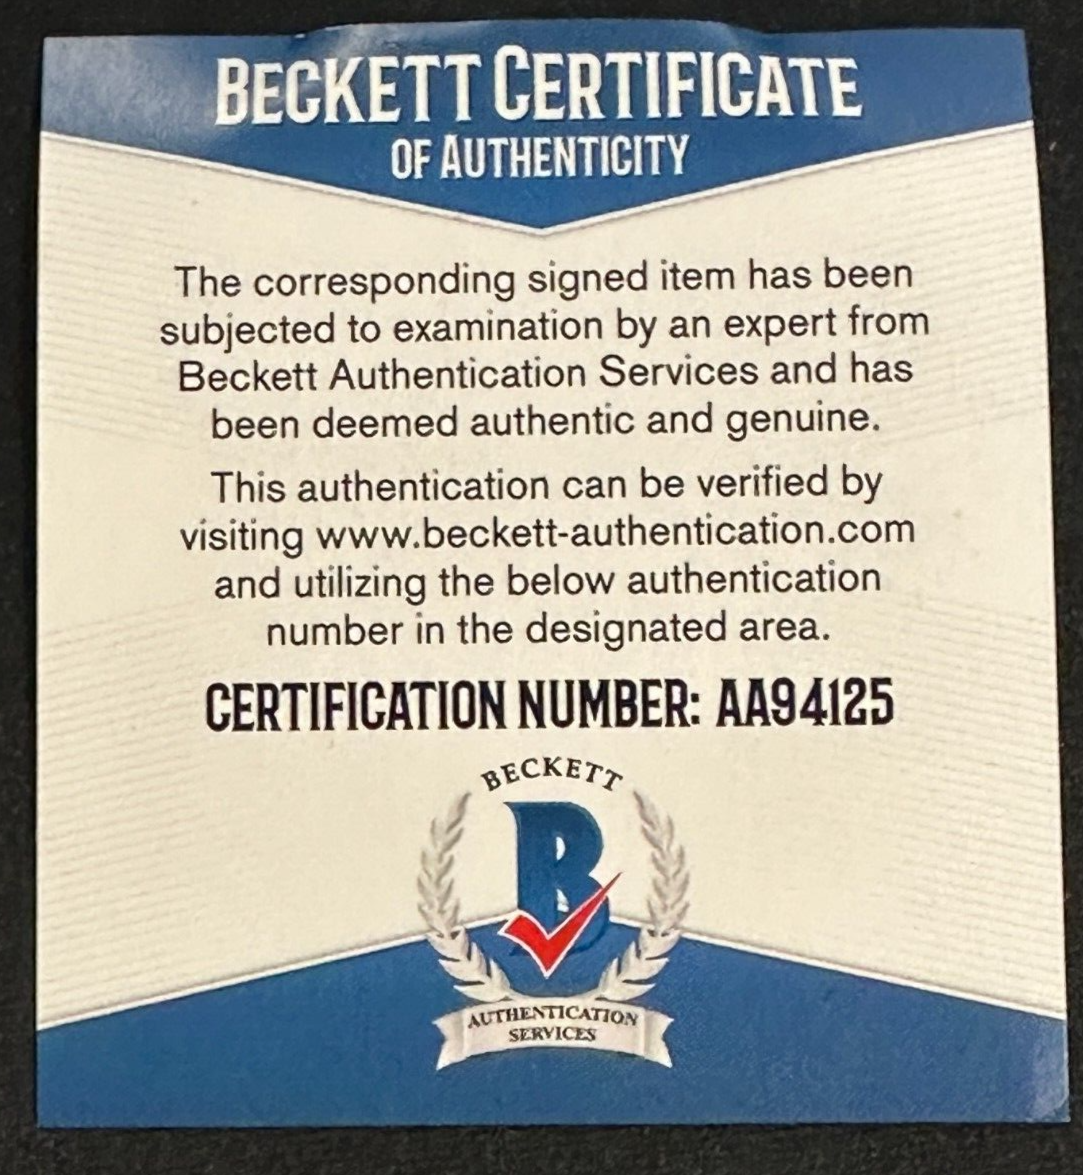 BECKETT CERTIFICATE
OF AUTHENTICITY
The corresponding signed item has been
subjected to examination by an expert from
Beckett Authentication Services and has
been deemed authentic and genuine.
This authentication can be verified by
visiting www.beckett-authentication.com
and utilizing the below authentication
number in the designated area.
CERTIFICATION NUMBER: AA94125
BECKETT
B
AUTHENTICATION
SERVICES